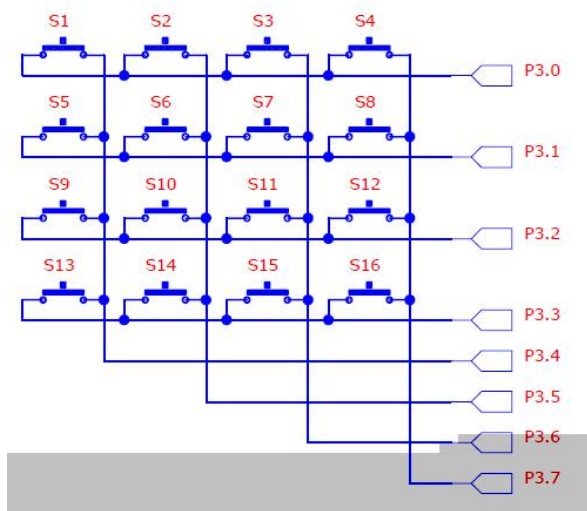 S1 S2 S3 S4
P3.0
S5 S6 S7 S8
P3.1
S9 S10 S11 S12
P3.2
S13 S14 S15 S16
P3.3
P3.4
P3.5
P3.6
P3.7